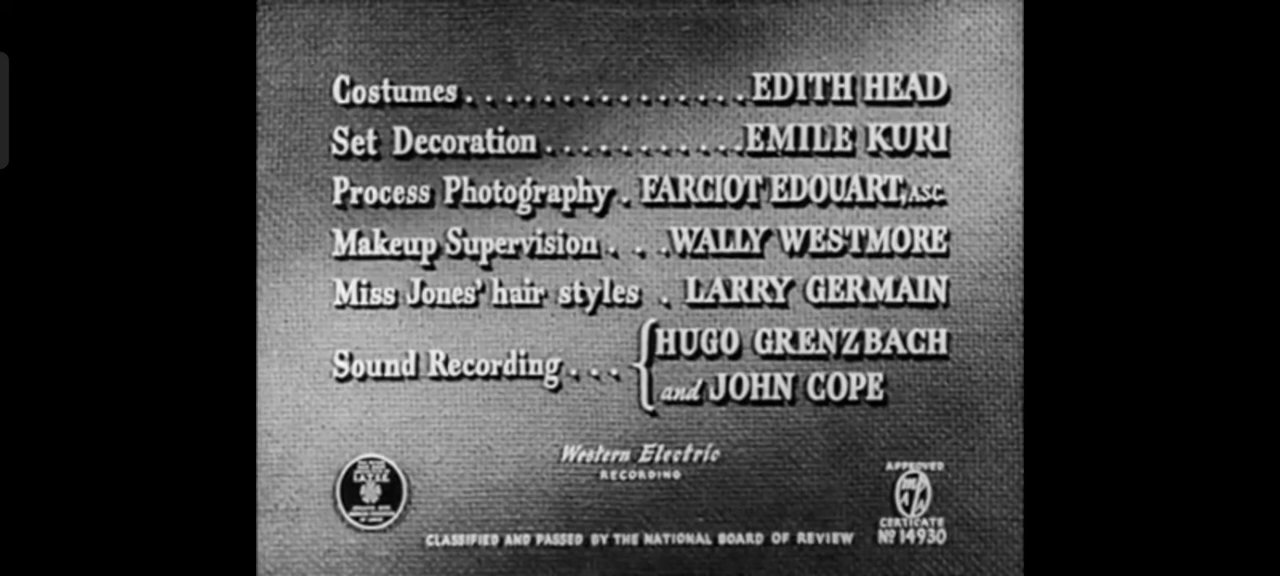 Costumes . . . . . . . . . . . . . . . EDITH HEAD
Set Decoration . . . . . . . . . . . EMILE KURI
Process Photography . FARCIOT EDOUART, A.S.C.
Makeup Supervision . . . WALLY WESTMORE
Miss Jones' hair styles . LARRY GERMAIN
Sound Recording . . . { HUGO GRENZBACH
and JOHN COPE
Western Electric
RECORDING
APPROVED
CERTICATE
Nº 14930
CLASSIFIED AND PASSED BY THE NATIONAL BOARD OF REVIEW